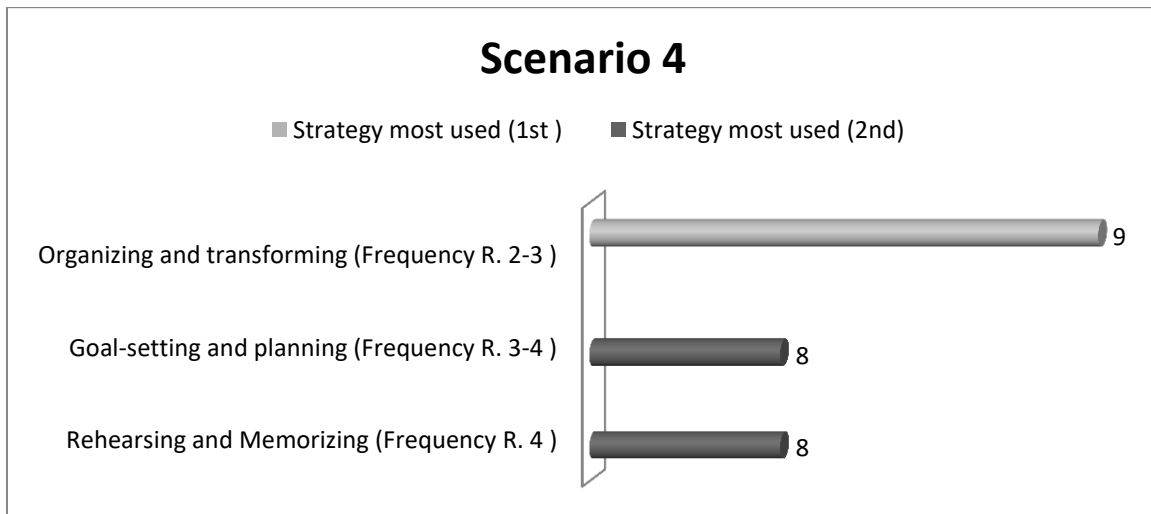 Scenario 4
Strategy most used (1st ) Strategy most used (2nd)
Organizing and transforming (Frequency R. 2-3 ) 9
Goal-setting and planning (Frequency R. 3-4 ) 8
Rehearsing and Memorizing (Frequency R. 4 ) 8